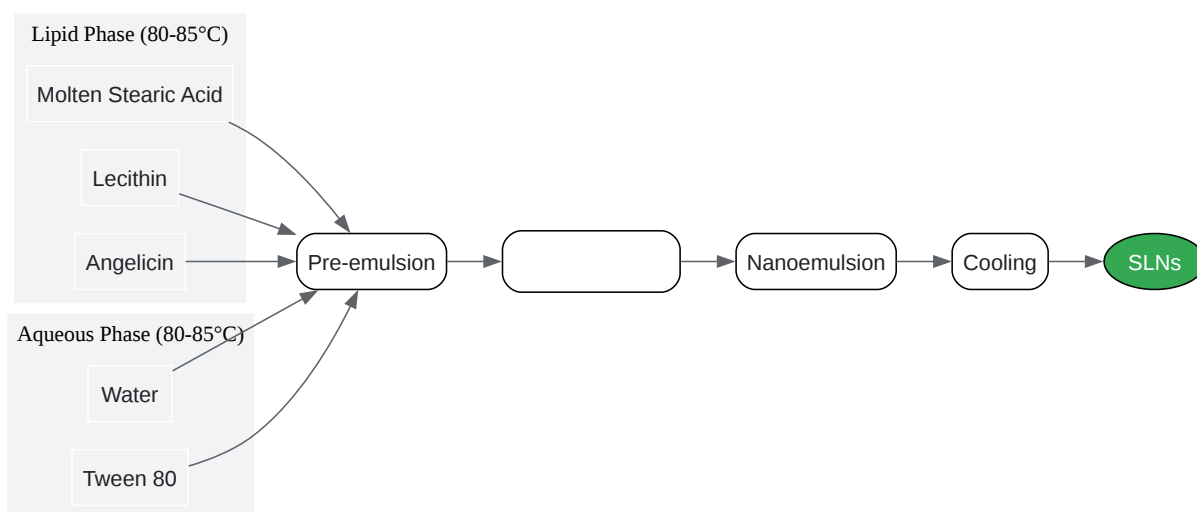 Lipid Phase (80-85°C)
Molten Stearic Acid
Lecithin
Angelicin
Pre-emulsion
Nanoemulsion
Cooling
SLNs
Aqueous Phase (80-85°C)
Water
Tween 80